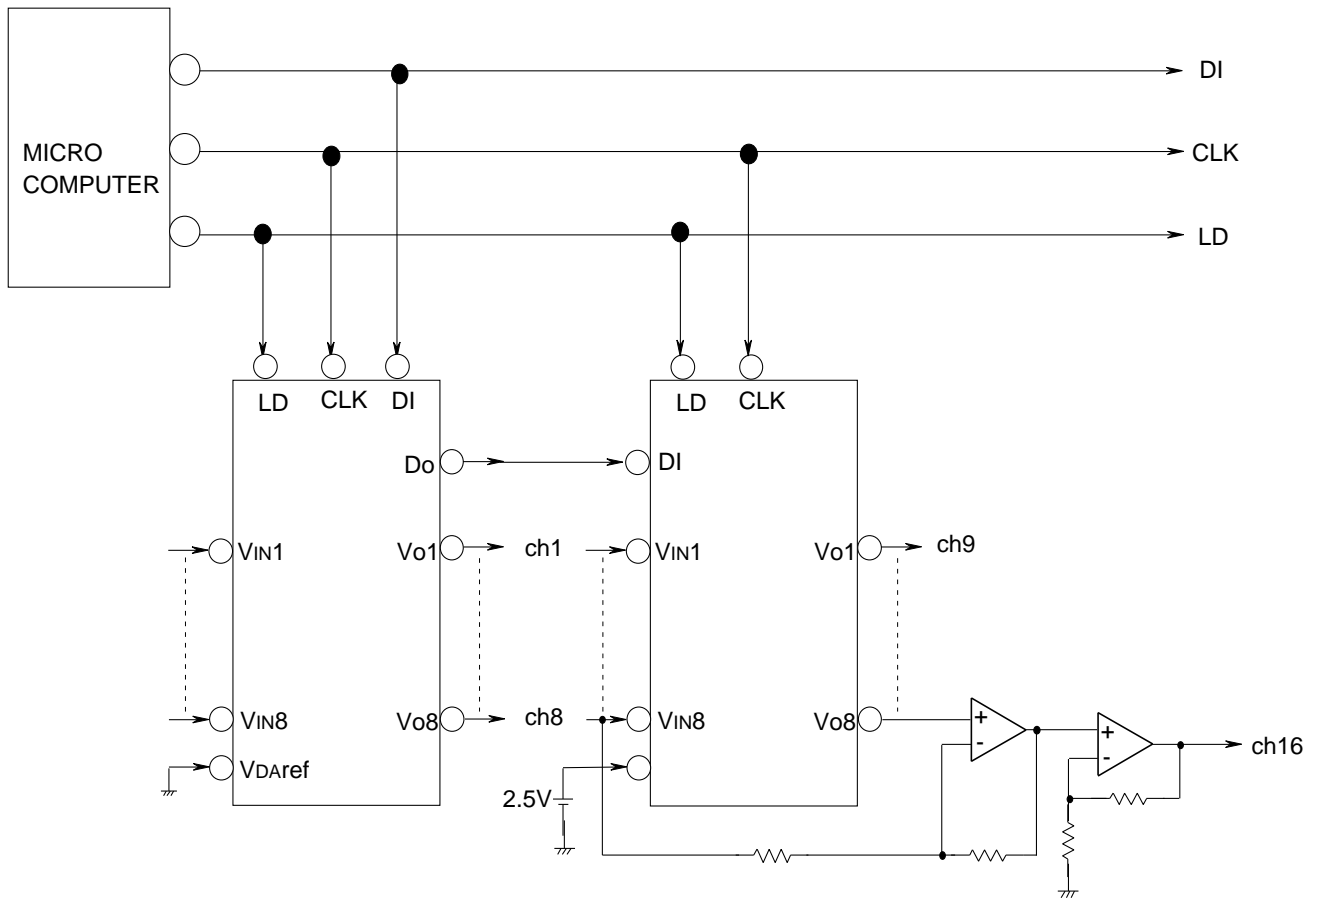 DI
MICRO
COMPUTER
CLK
LD
LD CLK DI
LD CLK
Do
DI
VIN1
Vo1
ch1
VIN1
Vo1
ch9
VIN8
Vo8
ch8
VIN8
Vo8
+
-
+
-
ch16
VDAref
2.5V